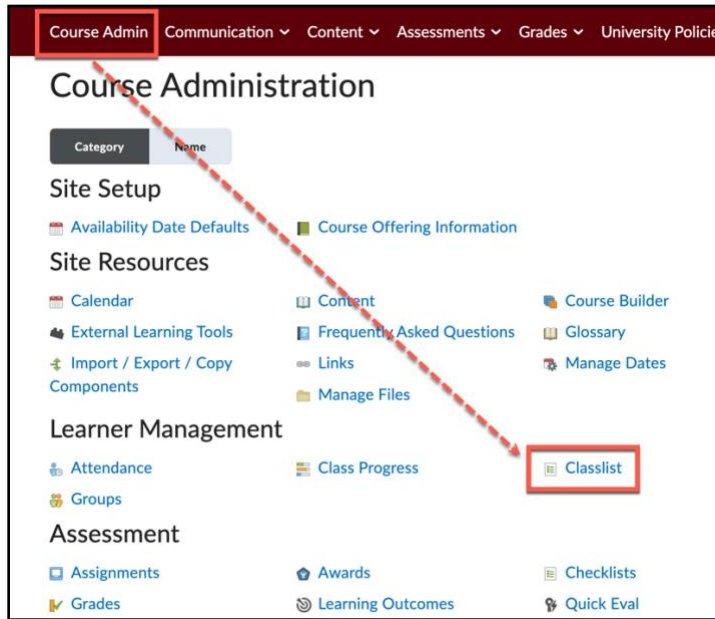 Course Admin Communication Content Assessments Grades University Policie
Course Administration
Category Name
Site Setup
Availability Date Defaults Course Offering Information
Site Resources
Calendar Content Course Builder
External Learning Tools Frequently Asked Questions Glossary
Import / Export / Copy Components Links Manage Dates
Manage Files
Learner Management
Attendance Class Progress Classlist
Groups
Assessment
Assignments Awards Checklists
Grades Learning Outcomes Quick Eval